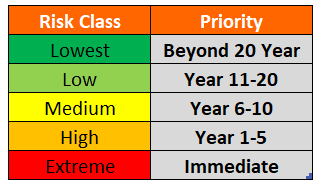 Risk Class Priority
Lowest Beyond 20 Year
Low Year 11-20
Medium Year 6-10
High Year 1-5
Extreme Immediate